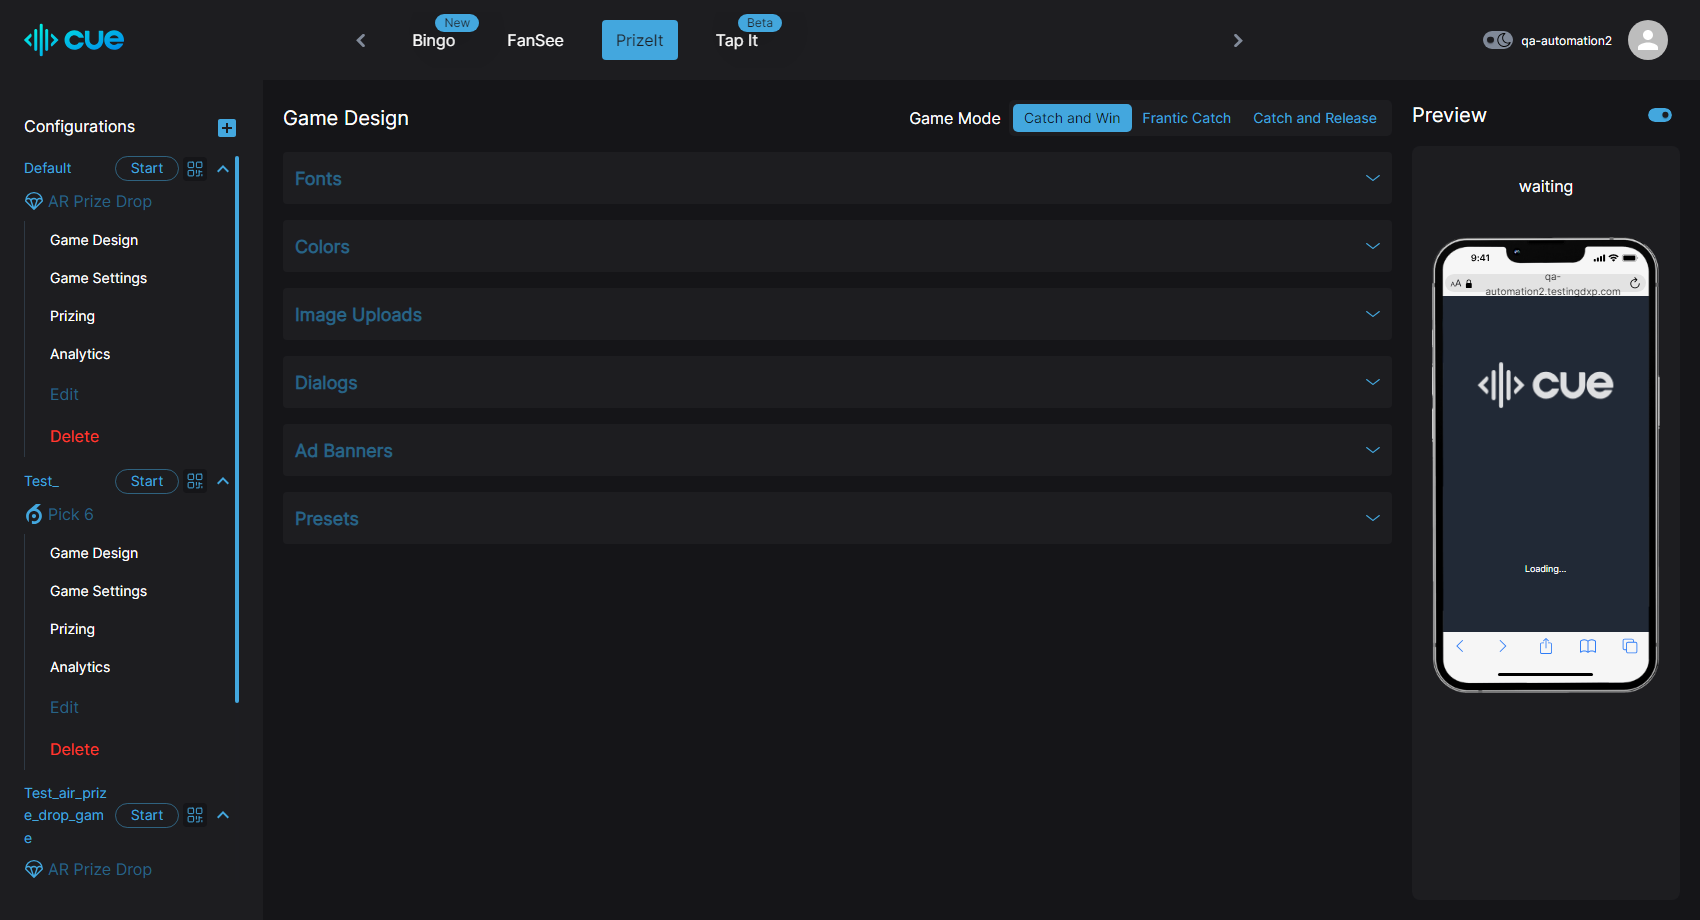 cue
New
Bingo
FanSee
PrizeIt
Beta
Tap It
qa-automation2
Configurations
Default
Start
AR Prize Drop
Game Design
Game Settings
Prizing
Analytics
Edit
Delete
Test_
Start
Pick 6
Game Design
Game Settings
Prizing
Analytics
Edit
Delete
Test_air_priz
e_drop_gam
e
Start
AR Prize Drop
Game Design
Game Mode
Catch and Win
Frantic Catch
Catch and Release
Fonts
Colors
Image Uploads
Dialogs
Ad Banners
Presets
Preview
waiting
9:41
AA
qa-
automation2.testingdxp.com
cue
Loading...